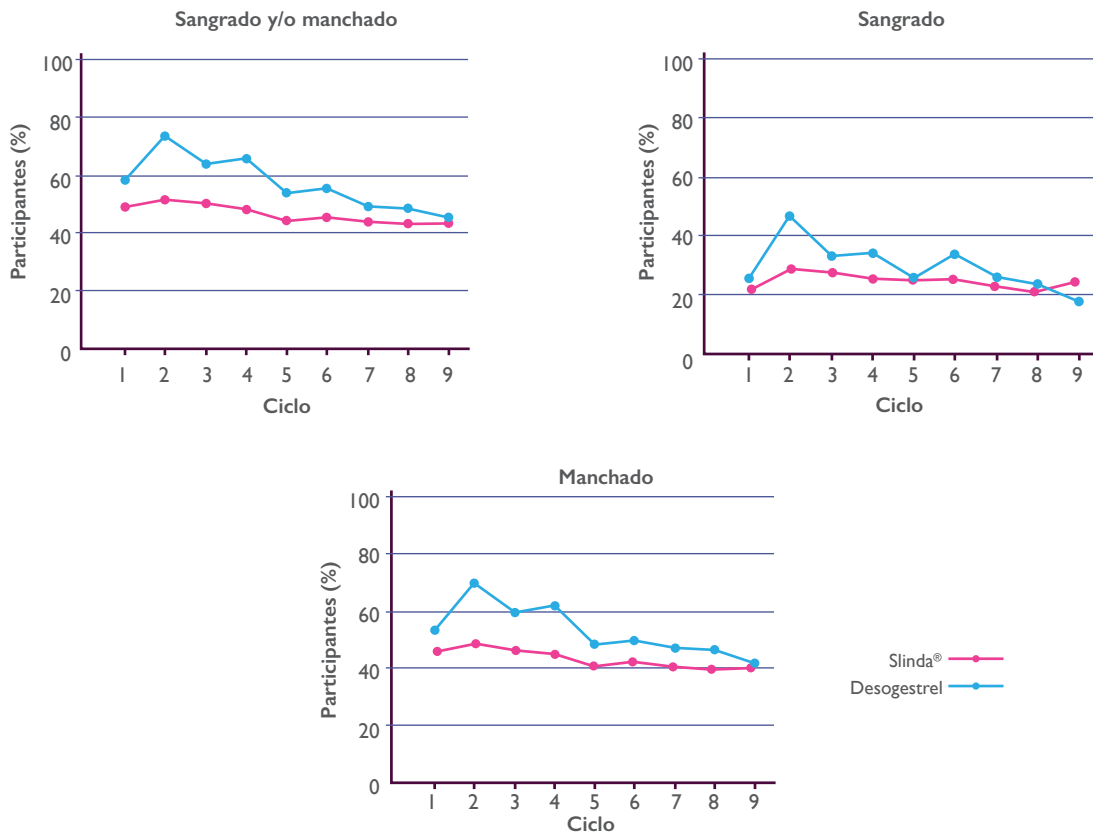 Sangrado y/o manchado
Participantes (%)
100
80
60
40
20
0
1 2 3 4 5 6 7 8 9
Ciclo
Sangrado
Participantes (%)
100
80
60
40
20
0
1 2 3 4 5 6 7 8 9
Ciclo
Manchado
Participantes (%)
100
80
60
40
20
0
1 2 3 4 5 6 7 8 9
Ciclo
Slinda®
Desogestrel